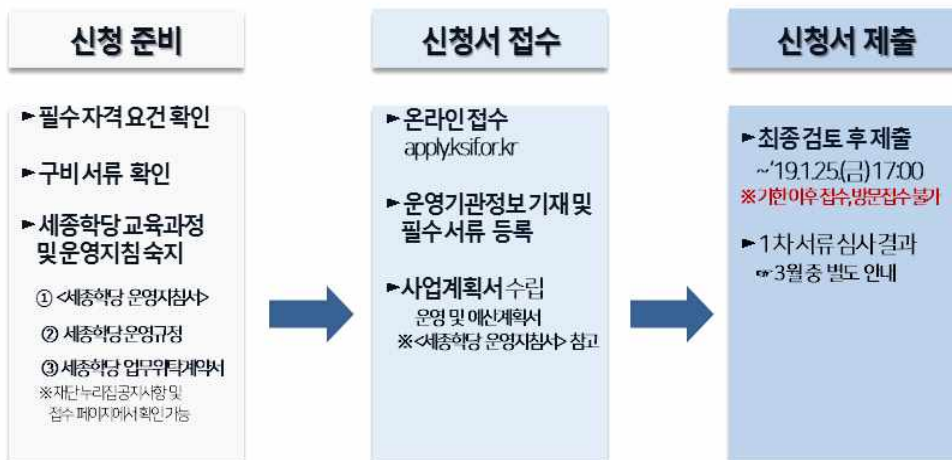 신청 준비
► 필수 자격 요건 확인
► 구비 서류 확인
► 세종학당 교육과정
및 운영지침 숙지
① <세종학당 운영지침서>
② 세종학당 운영규정
③ 세종학당 업무위탁계약서
※ 재단 누리집 공지사항 및
접수 페이지에서 확인 가능
신청서 접수
► 온라인 접수
apply.ksif.or.kr
► 운영기관정보 기재 및
필수 서류 등록
► 사업계획서 수립
운영 및 예산계획서
※ <세종학당 운영지침서> 참고
신청서 제출
► 최종 검토 후 제출
~'19.1.25.(금) 17:00
※ 기한 이후 접수, 방문접수 불가
► 1차 서류 심사 결과
☞ 3월 중 별도 안내